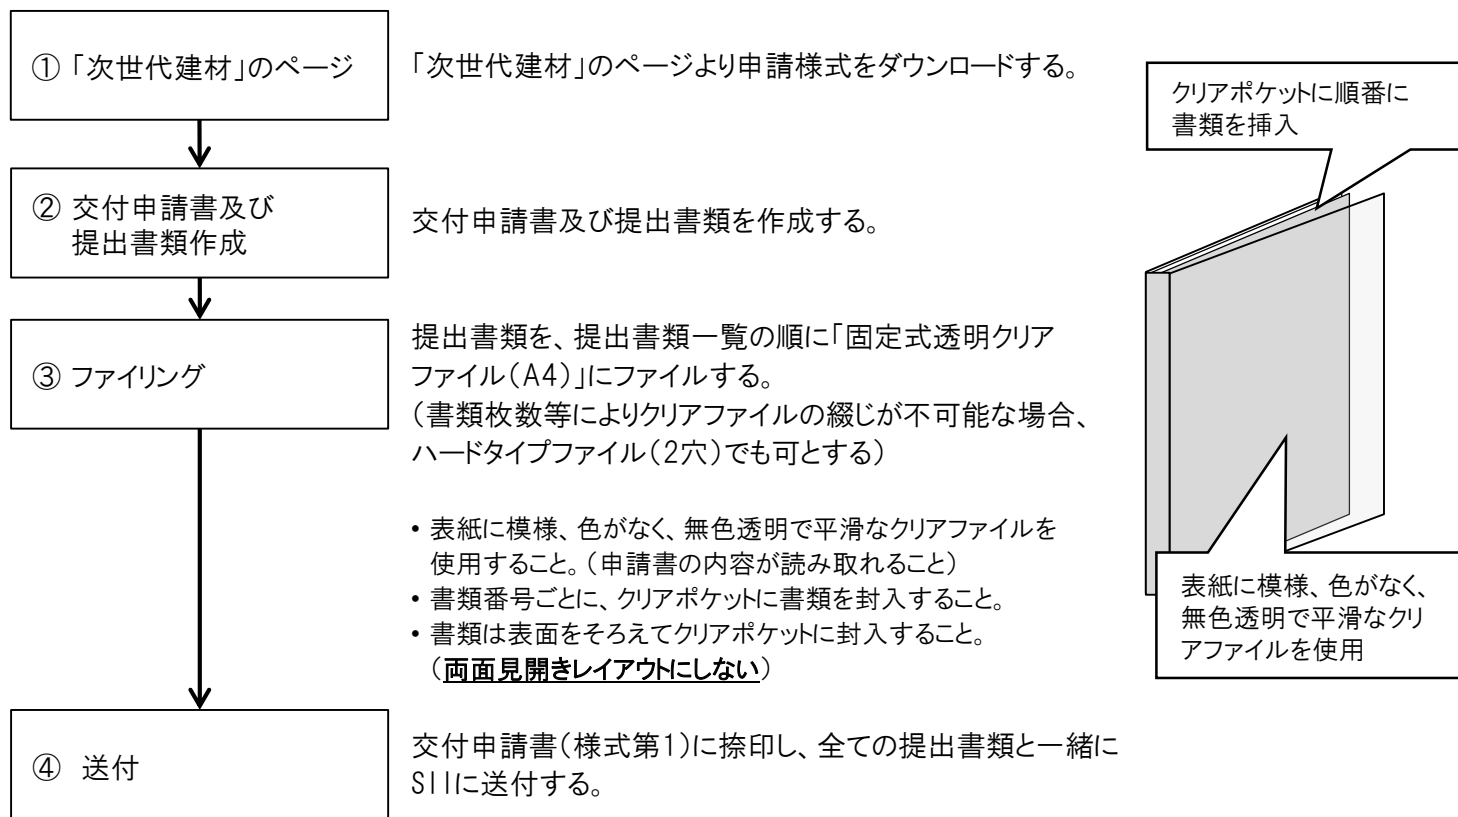 ①「次世代建材」のページ
「次世代建材」のページより申請様式をダウンロードする。
② 交付申請書及び
提出書類作成
交付申請書及び提出書類を作成する。
③ ファイリング
提出書類を、提出書類一覧の順に「固定式透明クリア
ファイル(A4)」にファイルする。
(書類枚数等によりクリアファイルの綴じが不可能な場合、
ハードタイプファイル(2穴)でも可とする)
• 表紙に模様、色がなく、無色透明で平滑なクリアファイルを
使用すること。(申請書の内容が読み取れること)
• 書類番号ごとに、クリアポケットに書類を封入すること。
• 書類は表面をそろえてクリアポケットに封入すること。
(両面見開きレイアウトにしない)
④ 送付
交付申請書(様式第1)に捺印し、全ての提出書類と一緒に
SIIに送付する。
クリアポケットに順番に
書類を挿入
表紙に模様、色がなく、
無色透明で平滑なクリ
アファイルを使用